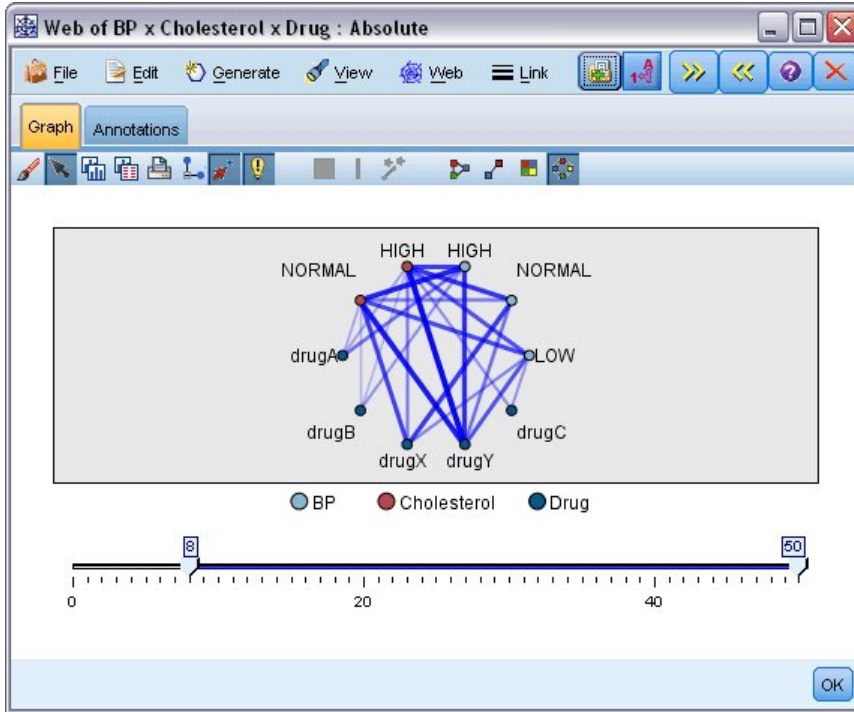 Web of BP x Cholesterol x Drug : Absolute
File Edit Generate View Web Link
Graph Annotations
HIGH HIGH
NORMAL NORMAL
drugA LOW
drugB drugC
drugX drugY
BP Cholesterol Drug
8 50
0 20 40
OK